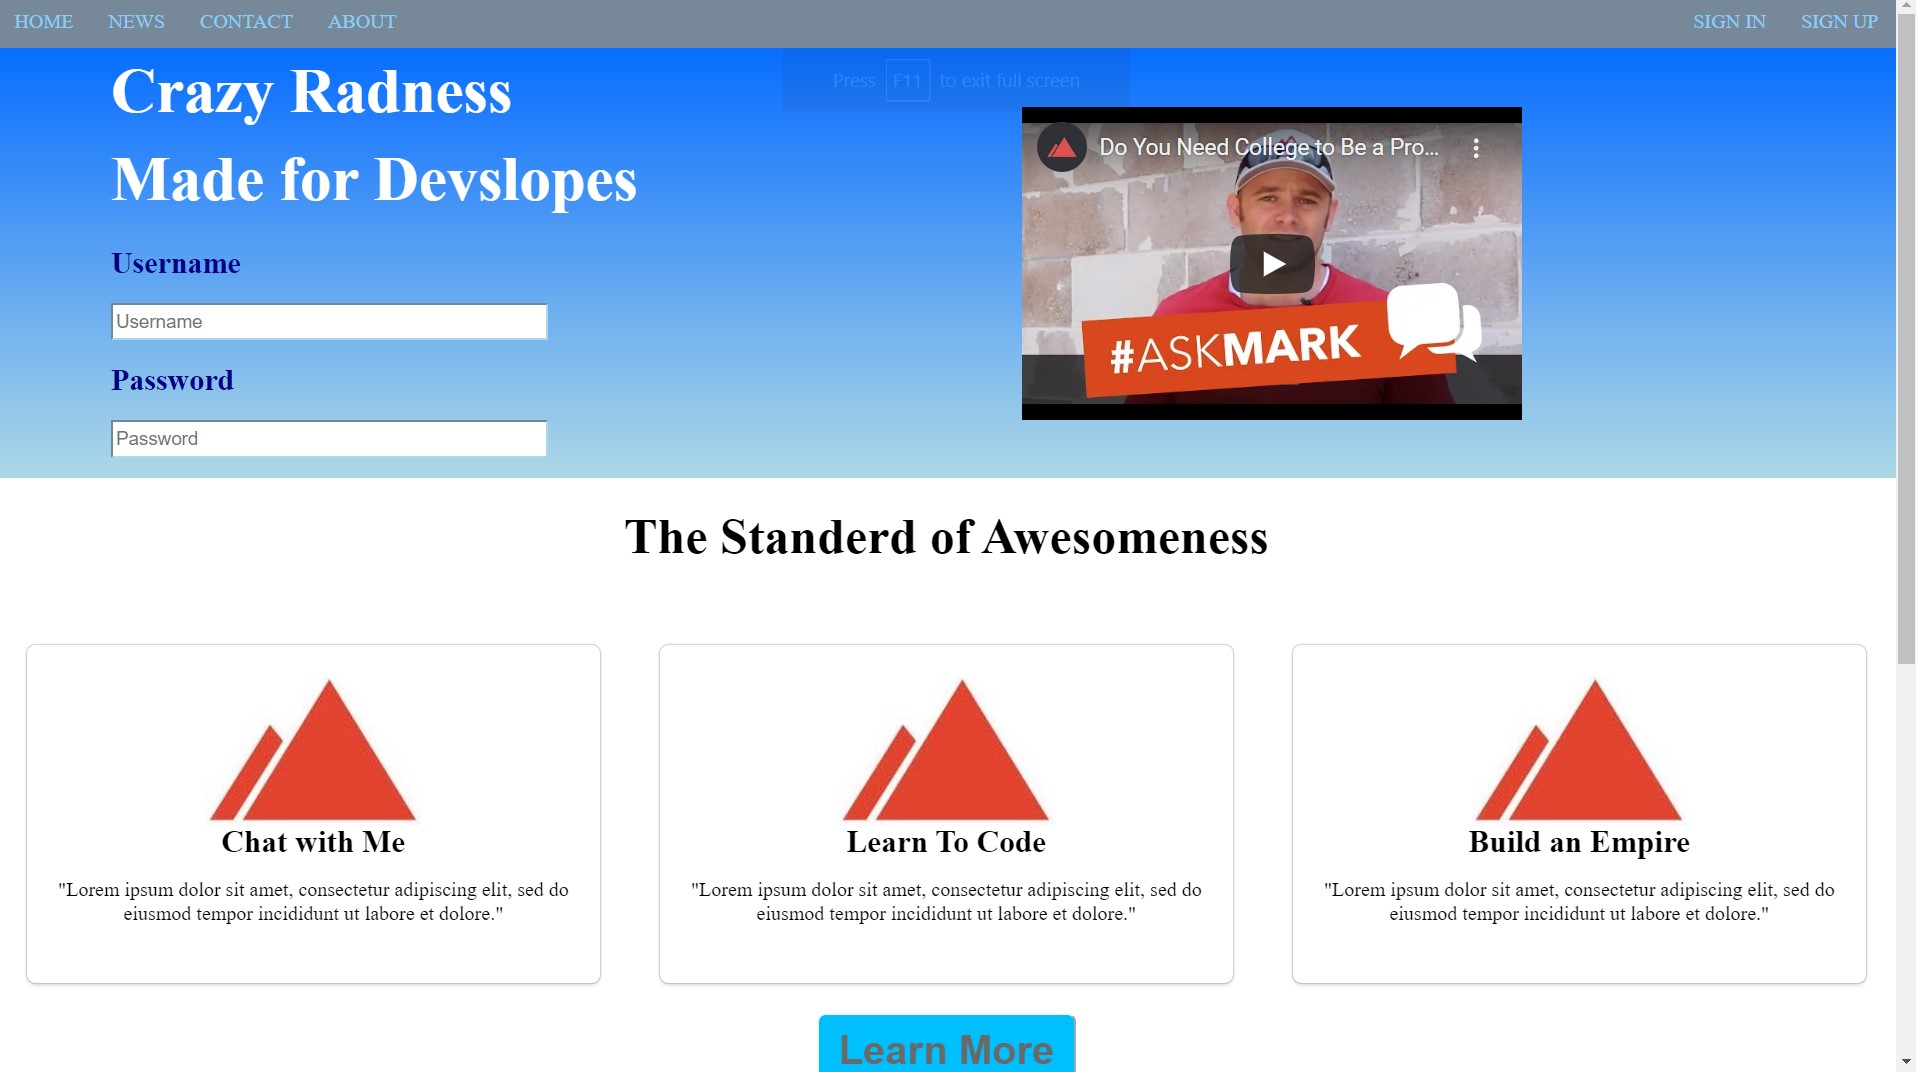 HOME NEWS CONTACT ABOUT SIGN IN SIGN UP
Press F11 to exit full screen
Crazy Radness
Made for Devslopes
Username
Username
Password
Password
Do You Need College to Be a Pro...
#ASKMARK
The Standerd of Awesomeness
Chat with Me
"Lorem ipsum dolor sit amet, consectetur adipiscing elit, sed do
eiusmod tempor incididunt ut labore et dolore."
Learn To Code
"Lorem ipsum dolor sit amet, consectetur adipiscing elit, sed do
eiusmod tempor incididunt ut labore et dolore."
Build an Empire
"Lorem ipsum dolor sit amet, consectetur adipiscing elit, sed do
eiusmod tempor incididunt ut labore et dolore."
Learn More